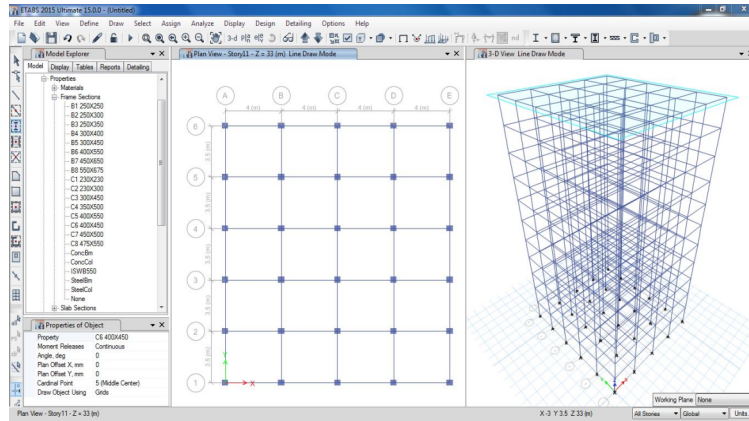 ETABS 2015 Ultimate 15.0.0 - (Untitled)
File Edit View Define Draw Select Assign Analyze Display Design Detailing Options Help
3-d
nd
Model Explorer
Model Display Tables Reports Detailing
Properties
Materials
Frame Sections
B1 250X250
B2 250X300
B3 250X350
B4 300X400
B5 300X450
B6 400X550
B7 450X650
B8 550X675
C1 230X230
C2 230X300
C3 300X450
C4 350X500
C5 400X550
C6 400X450
C7 450X500
C8 475X550
ConcBm
ConcCol
ISWB550
SteelBm
SteelCol
None
Slab Sections
Properties of Object
Property C6 400X450
Moment Releases Continuous
Angle, deg 0
Plan Offset X, mm 0
Plan Offset Y, mm 0
Cardinal Point 5 (Middle Center)
Draw Object Using Grids
Plan View - Story11 - Z = 33 (m) Line Draw Mode
A B C D E
4 (m) 4 (m) 4 (m) 4 (m)
6
3.5 (m)
5
3.5 (m)
4
3.5 (m)
3
3.5 (m)
2
3.5 (m)
1
Y
X
3-D View Line Draw Mode
Working Plane None
Plan View - Story11 - Z = 33 (m)
X -3 Y 3.5 Z 33 (m)
All Stories Global Units...